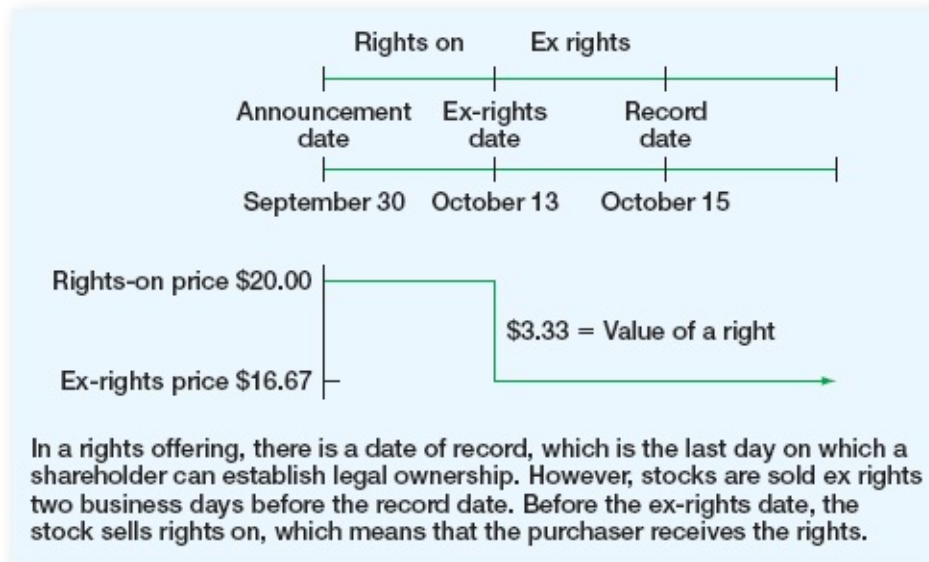 Rights on Ex rights
Announcement date Ex-rights date Record date
September 30 October 13 October 15
Rights-on price $20.00
$3.33 = Value of a right
Ex-rights price $16.67
In a rights offering, there is a date of record, which is the last day on which a
shareholder can establish legal ownership. However, stocks are sold ex rights
two business days before the record date. Before the ex-rights date, the
stock sells rights on, which means that the purchaser receives the rights.